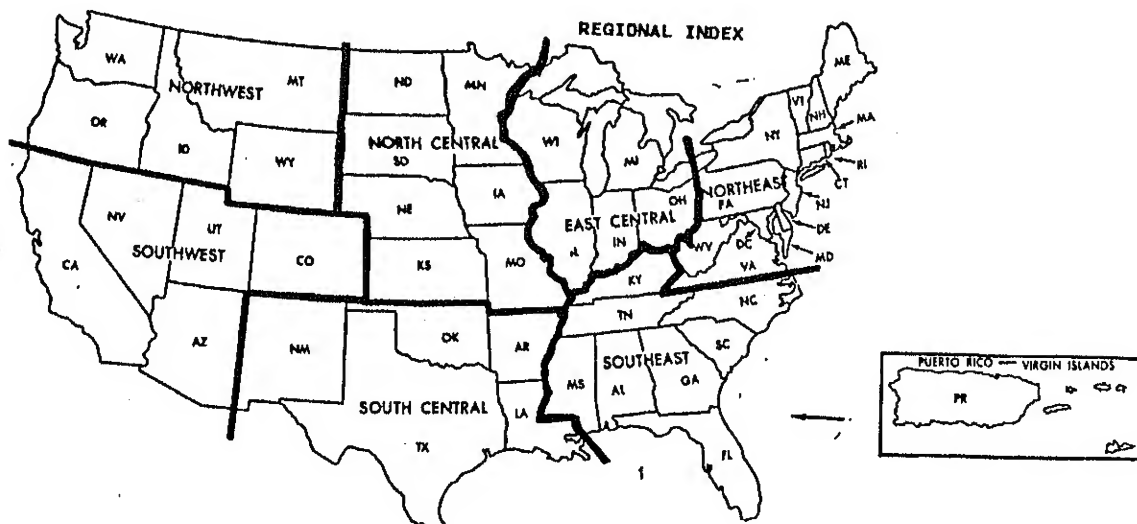 REGIONAL INDEX
WA
MT
ND
MN
ME
NORTHWEST
VT
NH
MA
OR
NORTH CENTRAL
WI
NY
ID
SD
MI
RI
WY
CT
IA
OH
NORTHEAS
PA
NJ
NV
UT
NE
EAST CENTRAL
IN
DE
SOUTHWEST
WV
DC
MD
CA
CO
KS
MO
KY
VA
NC
TN
AZ
NM
OK
AR
SC
SOUTHEAST
MS
AL
GA
PUERTO RICO — VIRGIN ISLANDS
PR
SOUTH CENTRAL
LA
TX
FL